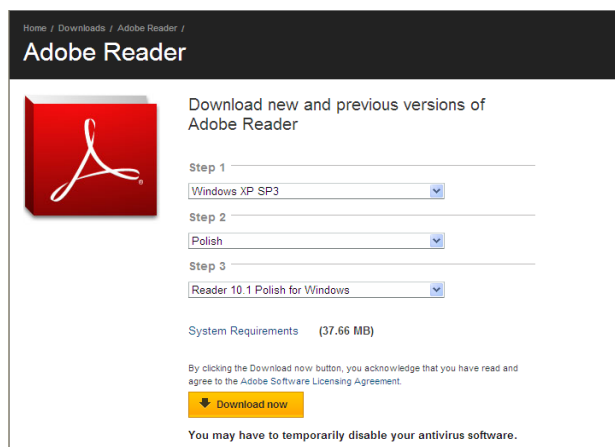 Home / Downloads / Adobe Reader /
Adobe Reader
Download new and previous versions of
Adobe Reader
Step 1
Windows XP SP3
Step 2
Polish
Step 3
Reader 10.1 Polish for Windows
System Requirements (37.66 MB)
By clicking the Download now button, you acknowledge that you have read and
agree to the Adobe Software Licensing Agreement.
Download now
You may have to temporarily disable your antivirus software.